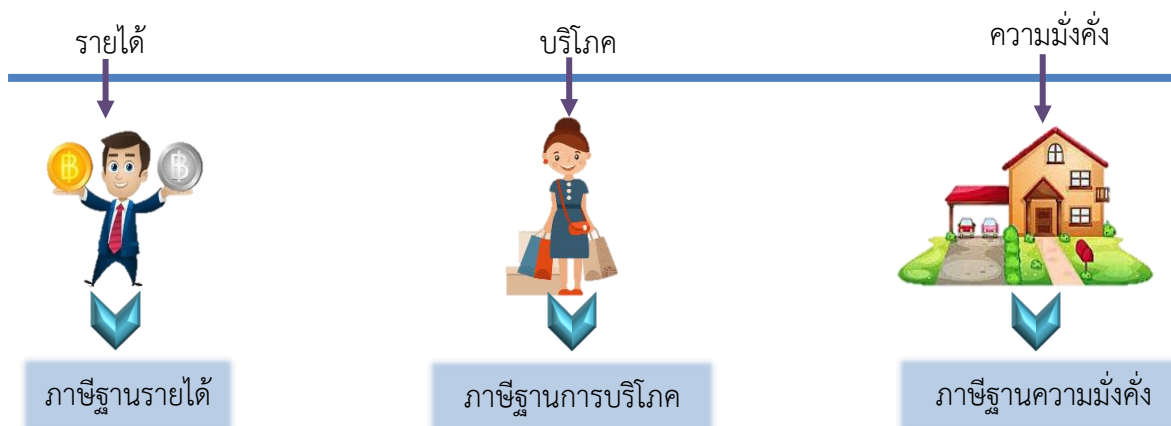 รายได้
บริโภค
ความมั่งคั่ง
฿
฿
ภาษีฐานรายได้
ภาษีฐานการบริโภค
ภาษีฐานความมั่งคั่ง